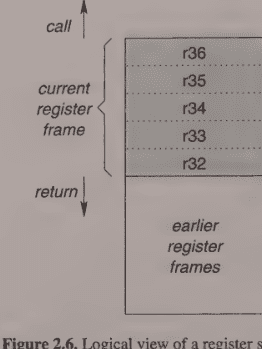 call
r36
r35
current
register
frame
r34
r33
r32
return
earlier
register
frames
Figure 2.6. Logical view of a register s